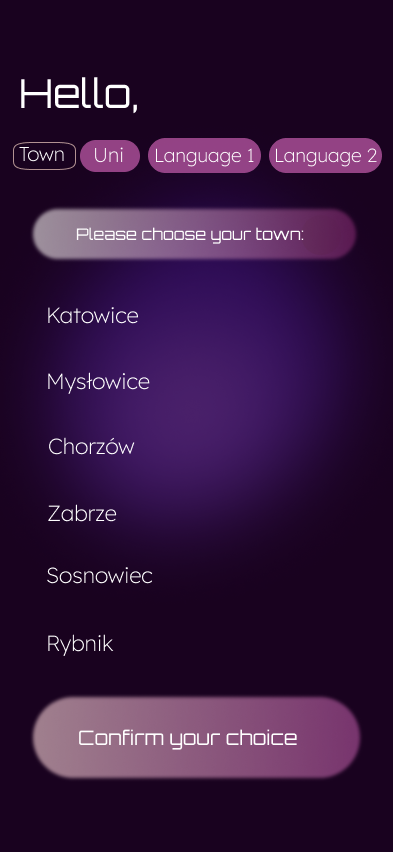 Hello,
Town Uni Language 1 Language 2
Please choose your town:
Katowice
Mysłowice
Chorzów
Zabrze
Sosnowiec
Rybnik
Confirm your choice